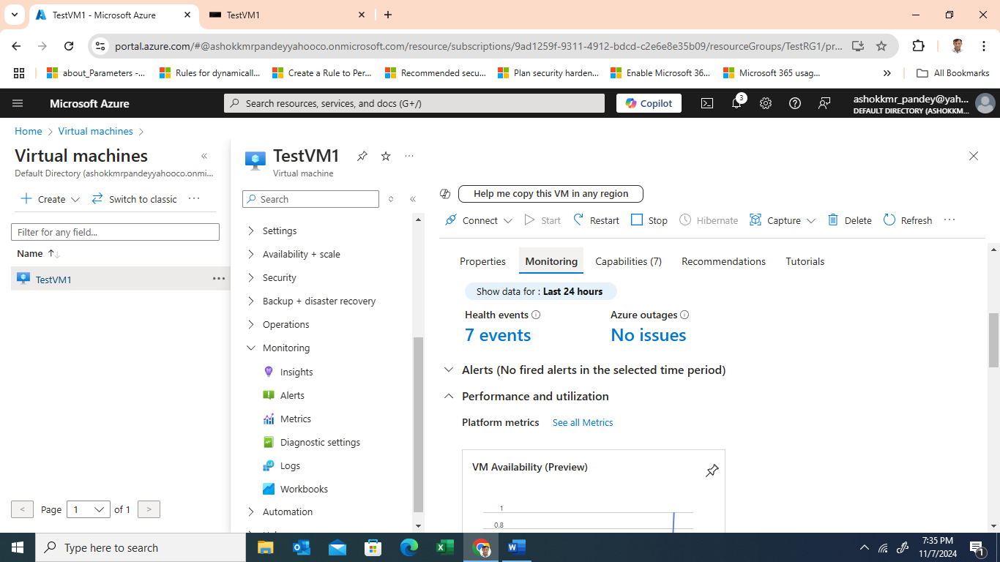 TestVM1 - Microsoft Azure
TestVM1
portal.azure.com/#@ashokkmrpandeyyahooco.onmicrosoft.com/resource/subscriptions/9ad1259f-9311-4912-bdcd-c2e6e8e35b09/resourceGroups/TestRG1/pr...
about_Parameters -...
Rules for dynamicall...
Create a Rule to Per...
Recommended secu...
Plan security harden...
Enable Microsoft 36...
Microsoft 365 usag...
All Bookmarks
Microsoft Azure
Search resources, services, and docs (G+/)
Copilot
3
ashokkmr_pandey@yah...
DEFAULT DIRECTORY (ASHOKKM...
Home > Virtual machines >
Virtual machines
Default Directory (ashokkmrpandeyyahooco.onmi...
Create
Switch to classic
Filter for any field...
Name
TestVM1
< Page 1 of 1 >
TestVM1
Virtual machine
Search
Settings
Availability + scale
Security
Backup + disaster recovery
Operations
Monitoring
Insights
Alerts
Metrics
Diagnostic settings
Logs
Workbooks
Automation
Help me copy this VM in any region
Connect
Start
Restart
Stop
Hibernate
Capture
Delete
Refresh
Properties
Monitoring
Capabilities (7)
Recommendations
Tutorials
Show data for : Last 24 hours
Health events
Azure outages
7 events
No issues
Alerts (No fired alerts in the selected time period)
Performance and utilization
Platform metrics
See all Metrics
VM Availability (Preview)
1
0.8
Type here to search
7:35 PM
11/7/2024
1